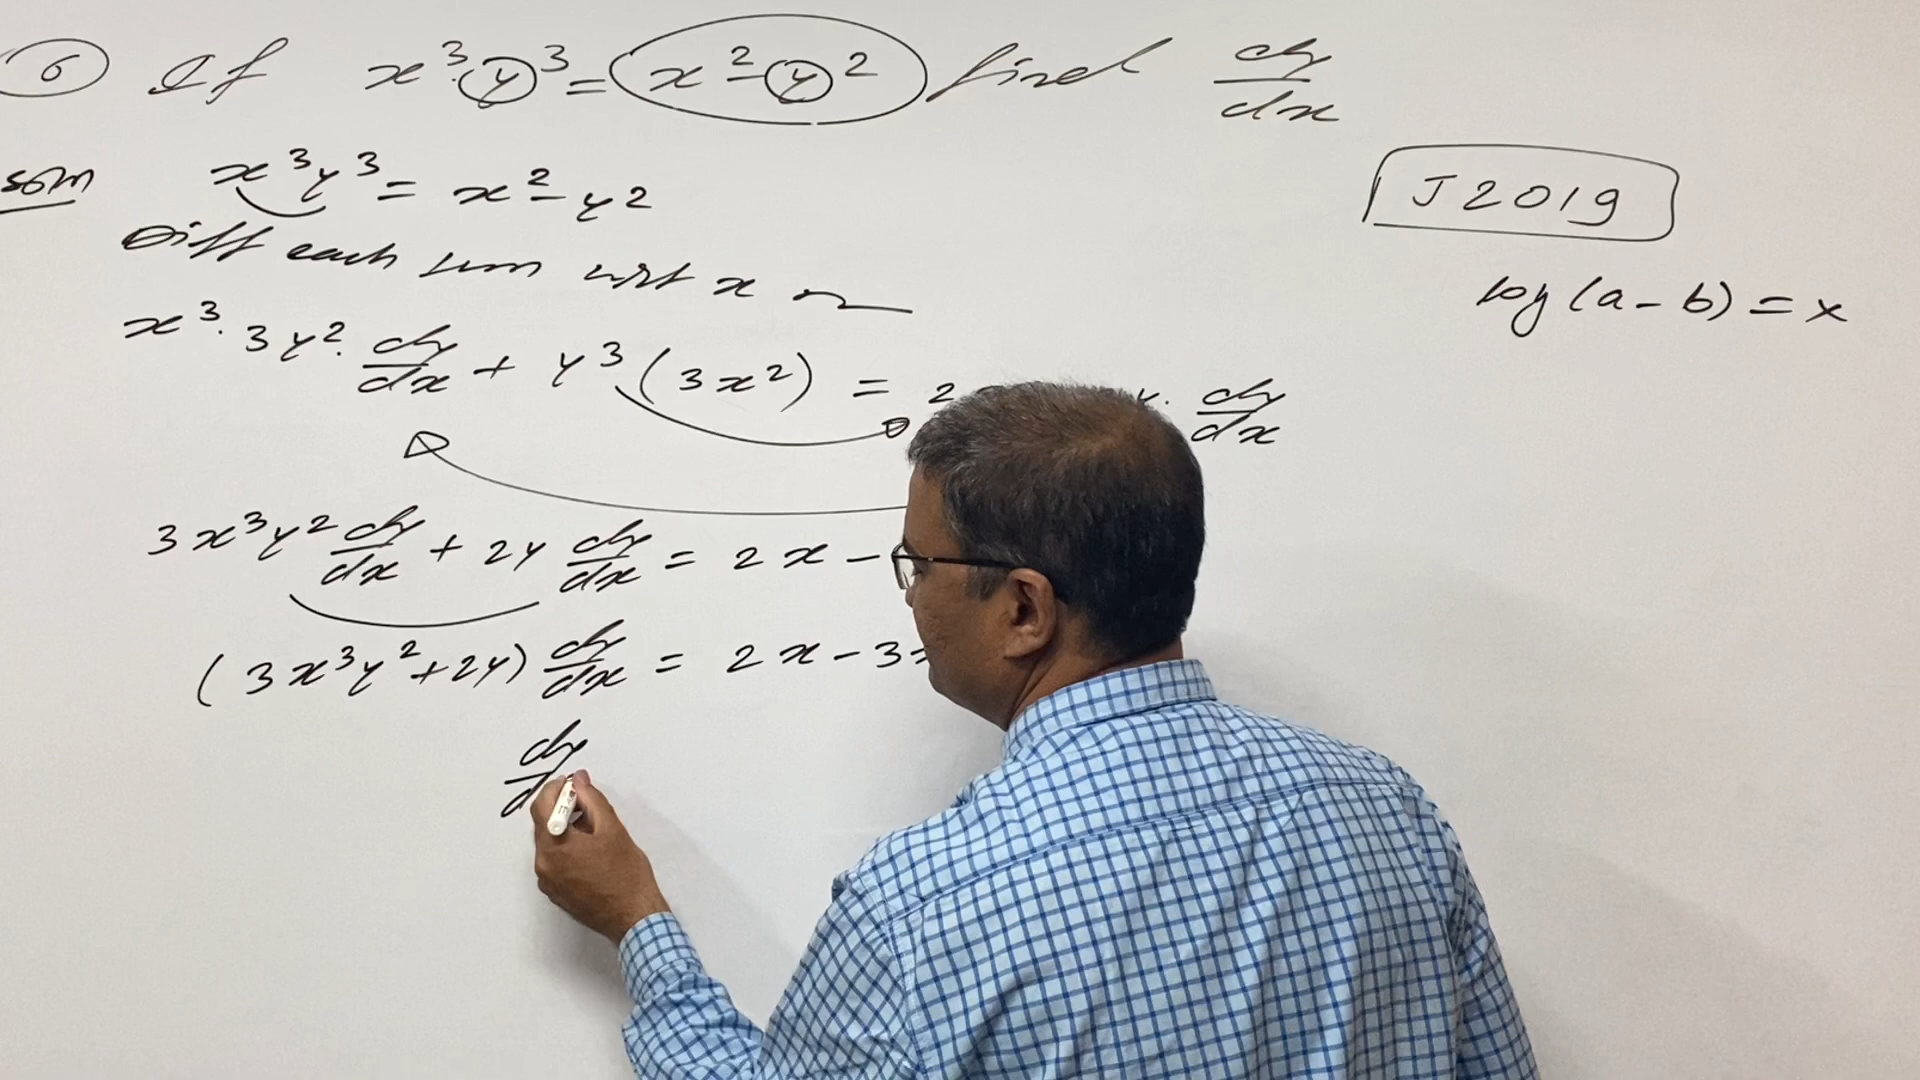 6 If x³·y³ = x² - y² find dy/dx
soln x³y³ = x² - y²
J 2019
Diff each term wrt x
log(a - b) = x
x³· 3y²· dy/dx + y³ (3x²) = 2 y· dy/dx
3x³y² dy/dx + 2y dy/dx = 2x -
(3x³y² + 2y) dy/dx = 2x - 3
dy